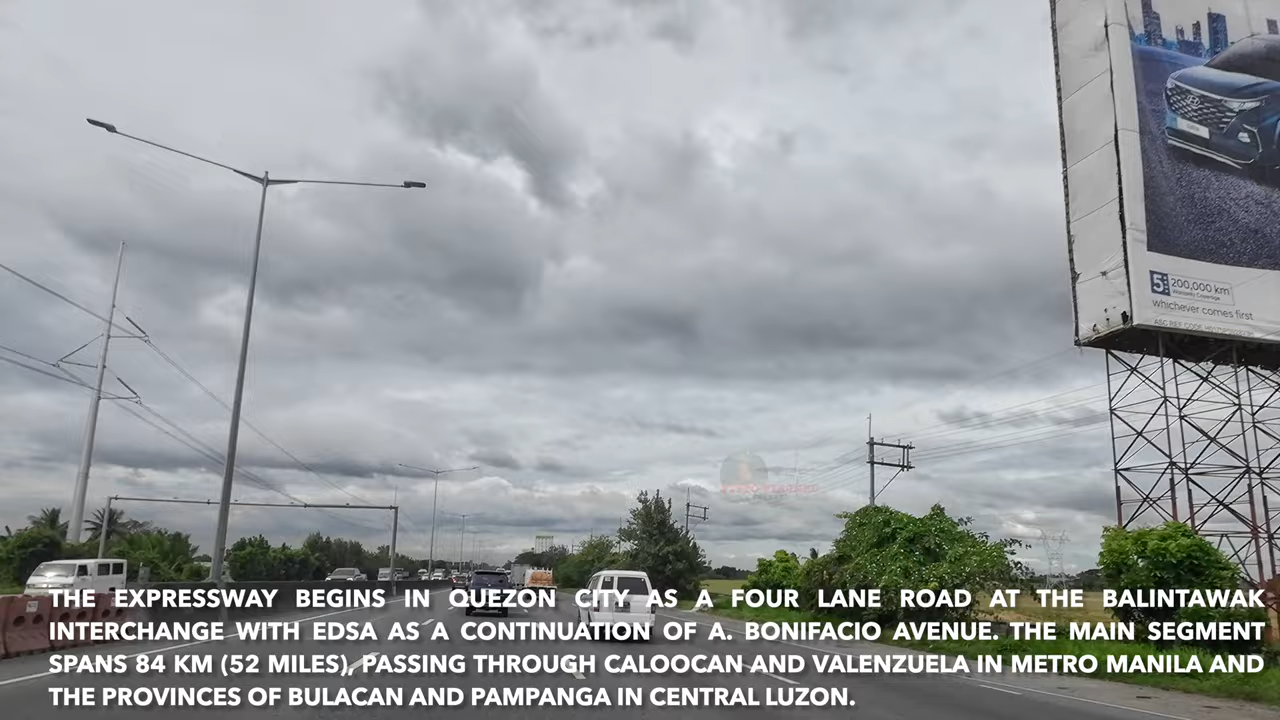 5
200,000 km
Warranty Coverage
whichever comes first
THE EXPRESSWAY BEGINS IN QUEZON CITY AS A FOUR LANE ROAD AT THE BALINTAWAK
INTERCHANGE WITH EDSA AS A CONTINUATION OF A. BONIFACIO AVENUE. THE MAIN SEGMENT
SPANS 84 KM (52 MILES), PASSING THROUGH CALOOCAN AND VALENZUELA IN METRO MANILA AND
THE PROVINCES OF BULACAN AND PAMPANGA IN CENTRAL LUZON.